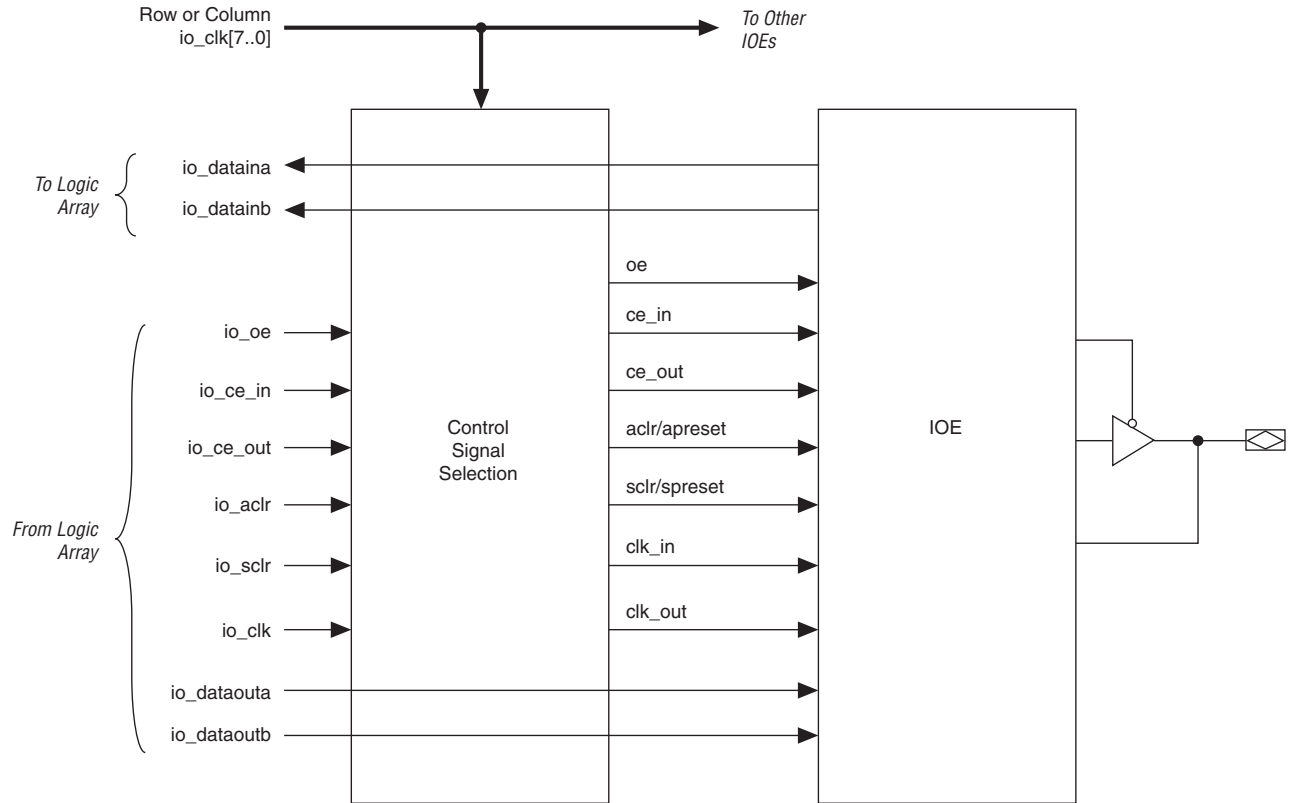 Row or Column
io_clk[7..0]
To Other
IOEs
To Logic
Array
io_dataina
io_datainb
oe
ce_in
ce_out
aclr/apreset
sclr/spreset
clk_in
clk_out
From Logic
Array
io_oe
io_ce_in
io_ce_out
io_aclr
io_sclr
io_clk
io_dataouta
io_dataoutb
Control
Signal
Selection
IOE